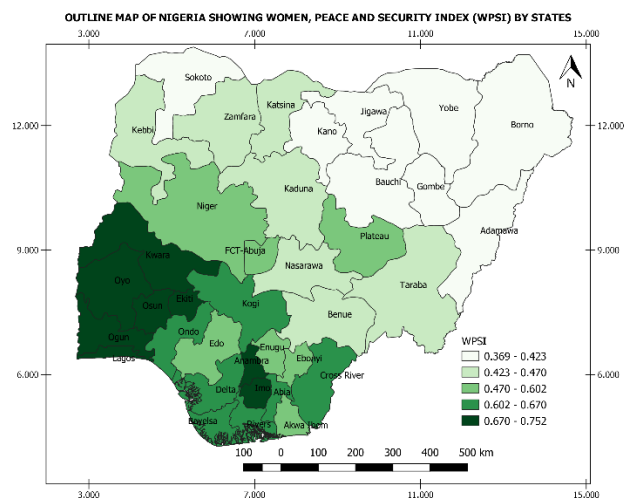 OUTLINE MAP OF NIGERIA SHOWING WOMEN, PEACE AND SECURITY INDEX (WPSI) BY STATES
3.000 7.000 11.000 15.000
Sokoto
N
Katsina
Jigawa
Yobe
Zamfara
12.000 12.000
Kebbi
Kano
Borno
Kaduna
Bauchi
Gombe
Niger
Plateau
Adamawa
9.000 9.000
Kwara
FCT-Abuja
Nasarawa
Oyo
Taraba
Ekiti
Osun
Kogi
Benue
Ondo
Ogun
Edo
Enugu
Lagos
Anambra
Ebonyi
6.000 6.000
Cross River
Delta
Imo
Abia
Bayelsa
Rivers
Akwa Ibom
WPSI
0.369 - 0.423
0.423 - 0.470
0.470 - 0.602
0.602 - 0.670
0.670 - 0.752
100 0 100 200 300 400 500 km
3.000 7.000 11.000 15.000